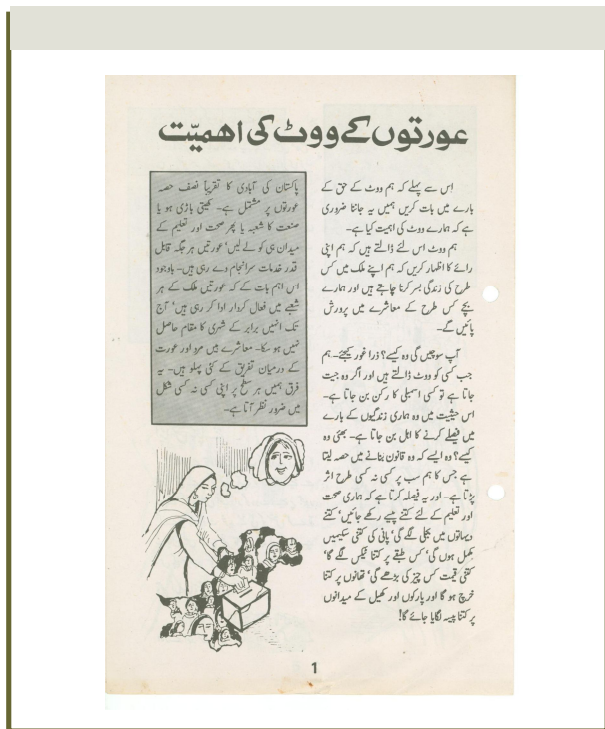 عورتوں کے ووٹ کی اہمیّت
اِس سے پہلے کہ ہم ووٹ کے حق کے
بارے میں بات کریں ہمیں یہ جاننا ضروری
ہے کہ ہمارے ووٹ کی اہمیت کیا ہے۔
ہم ووٹ اس لئے ڈالتے ہیں کہ ہم اپنی
رائے کا اظہار کریں کہ ہم اپنے ملک میں کس
طرح کی زندگی بسر کرنا چاہتے ہیں اور ہمارے
بچے کس طرح کے معاشرے میں پرورش
پائیں گے۔
آپ سوچیں گی وہ کیسے؟ ذرا غور کیجئے۔ ہم
جب کسی کو ووٹ ڈالتے ہیں اور اگر وہ جیت
جاتا ہے تو کسی اسمبلی کا رکن بن جاتا ہے۔
اس حیثیت میں وہ ہماری زندگیوں کے بارے
میں فیصلے کرنے کا اہل بن جاتا ہے۔ بھئی وہ
کیسے؟ وہ ایسے کہ وہ قانون بنانے میں حصہ لیتا
ہے جس کا ہم سب پر کسی نہ کسی طرح اثر
پڑتا ہے۔ اور یہ فیصلہ کرتا ہے کہ ہماری صحت
اور تعلیم کے لئے کتنے پیسے رکھے جائیں، کتنے
دیہاتوں میں بجلی لگے گی، پانی کی کتنی سکیمیں
مکمل ہوں گی، کس طبقے پر کتنا ٹیکس لگے گا،
کتنی قیمت کس چیز کی بڑھے گی، تھانوں پر کتنا
خرچ ہو گا اور پارکوں اور کھیل کے میدانوں
پر کتنا پیسہ لگایا جائے گا!
پاکستان کی آبادی کا تقریباً نصف حصہ
عورتوں پر مشتمل ہے۔ کھیتی باڑی ہو یا
صنعت کا شعبہ یا پھر صحت اور تعلیم کے
میدان ہی کو لے لیں، عورتیں ہر جگہ قابل
قدر خدمات سرانجام دے رہی ہیں۔ باوجود
اس اہم بات کے کہ عورتیں ملک کے ہر
شعبے میں فعال کردار ادا کر رہی ہیں، آج
تک انہیں برابر کے شہری کا مقام حاصل
نہیں ہو سکا۔ معاشرے میں مرد اور عورت
کے درمیان تفریق کے کئی پہلو ہیں۔ یہ
فرق ہمیں ہر سطح پر اپنی کسی نہ کسی شکل
میں ضرور نظر آتا ہے۔
1